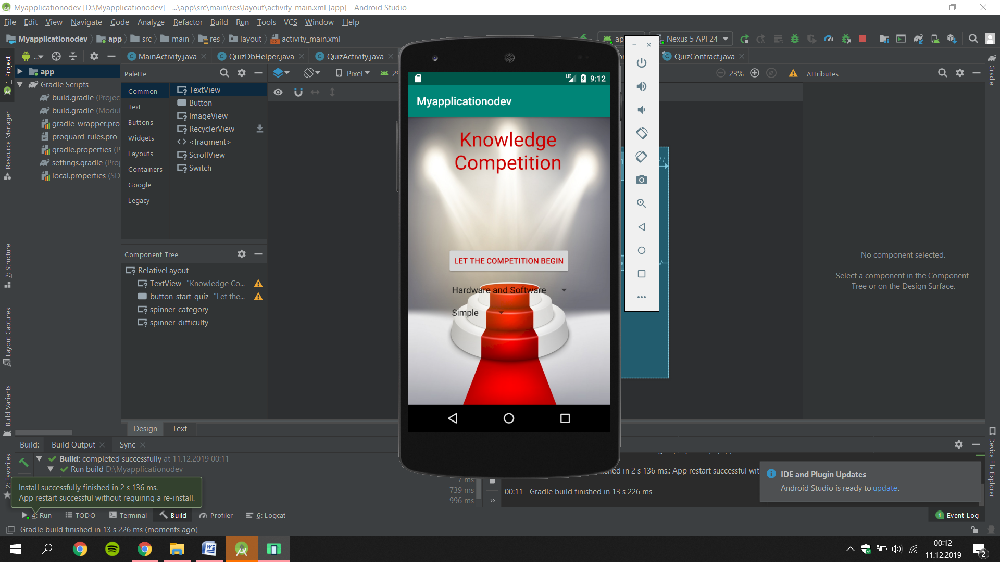 Myapplicationodev [D:\Myapplicationodev] - ...\app\src\main\res\layout\activity_main.xml [app] - Android Studio
File Edit View Navigate Code Analyze Refactor Build Run Tools VCS Window Help
Myapplicationodev app src main res layout activity_main.xml
Nexus 5 API 24
MainActivity.java
QuizDbHelper.java
QuizActivity.java
QuizContract.java
1: Project
Resource Manager
7: Structure
Layout Captures
Build Variants
2: Favorites
app
Gradle Scripts
build.gradle (Projec
build.gradle (Modul
gradle-wrapper.pro
proguard-rules.pro
gradle.properties (P
settings.gradle (Proj
local.properties (SD
Palette
Common
Text
Buttons
Widgets
Layouts
Containers
Google
Legacy
TextView
Button
ImageView
RecyclerView
<fragment>
ScrollView
Switch
Component Tree
RelativeLayout
TextView- "Knowledge Co...
button_start_quiz- "Let the...
spinner_category
spinner_difficulty
Pixel
23%
Attributes
No component selected.
Select a component in the Component
Tree or on the Design Surface.
Gradle
Device File Explorer
LTE 9:12
Myapplicationodev
Knowledge
Competition
LET THE COMPETITION BEGIN
Hardware and Software
Simple
27
Design Text
Build: Build Output Sync
Build: completed successfully at 11.12.2019 00:11
Run build D:\Myapplicationodev
Install successfully finished in 2 s 136 ms.
App restart successful without requiring a re-install.
7 ms
739 ms
996 ms
shed in 2 s 136 ms.: App restart successful wit
00:11 Gradle build finished in 13 s 226 ms
IDE and Plugin Updates
Android Studio is ready to update.
4: Run TODO Terminal Build Profiler 6: Logcat
1 Event Log
Gradle build finished in 13 s 226 ms (moments ago)
00:12
11.12.2019
2